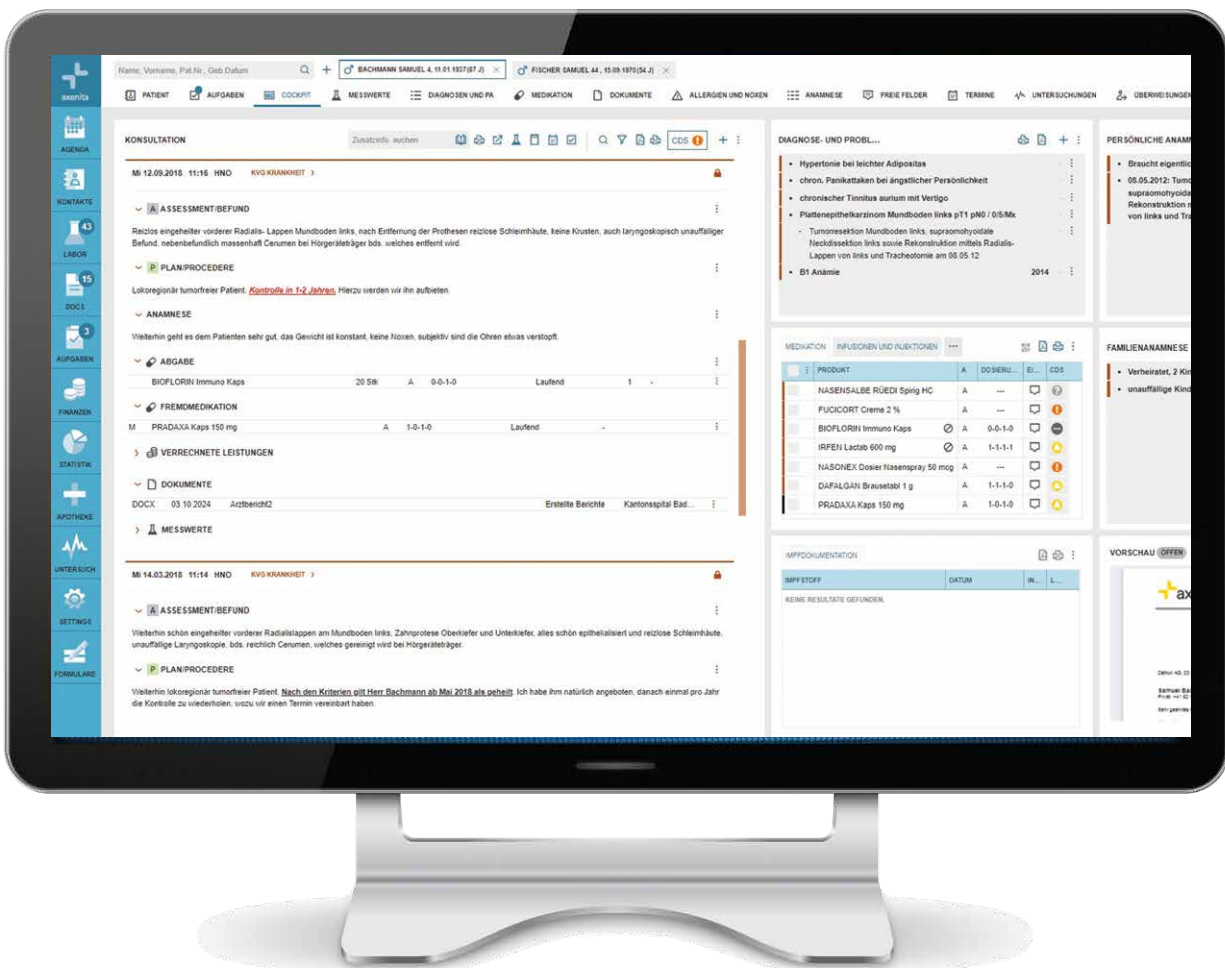 axenita
AGENDA
KONTAKTE
43
LABOR
15
DOCS
3
AUFGABEN
FINANZEN
STATISTIK
APOTHEKE
UNTERSUCH
SETTINGS
FORMULARE
Name, Vorname, Pat.Nr., Geb.Datum
BACHMANN SAMUEL 4, 11.01.1937(87 J)
FISCHER SAMUEL 44 , 15.09.1970(54 J)
PATIENT AUFGABEN COCKPIT MESSWERTE DIAGNOSEN UND PA MEDIKATION DOKUMENTE ALLERGIEN UND NOXEN ANAMNESE FREIE FELDER TERMINE UNTERSUCHUNGEN ÜBERWEISUNGEN
KONSULTATION Zusatzinfo suchen CDS
Mi 12.09.2018 11:16 HNO KVG KRANKHEIT
A ASSESSMENT/BEFUND
Reizlos eingeheilter vorderer Radialis- Lappen Mundboden links, nach Entfernung der Prothesen reizlose Schleimhäute, keine Krusten, auch laryngoskopisch unauffälliger
Befund, nebenbefundlich massenhaft Cerumen bei Hörgeräteträger bds. welches entfernt wird.
P PLAN/PROCEDERE
Lokoregionär tumorfreier Patient. Kontrolle in 1-2 Jahren. Hierzu werden wir ihn aufbieten.
ANAMNESE
Weiterhin geht es dem Patienten sehr gut, das Gewicht ist konstant, keine Noxen, subjektiv sind die Ohren etwas verstopft.
ABGABE
BIOFLORIN Immuno Kaps 20 Stk A 0-0-1-0 Laufend 1 -
FREMDMEDIKATION
M PRADAXA Kaps 150 mg A 1-0-1-0 Laufend -
VERRECHNETE LEISTUNGEN
DOKUMENTE
DOCX 03.10.2024 Arztbericht2 Erstellte Berichte Kantonsspital Bad...
MESSWERTE
Mi 14.03.2018 11:14 HNO KVG KRANKHEIT
A ASSESSMENT/BEFUND
Weiterhin schön eingeheilter vorderer Radialislappen am Mundboden links, Zahnprotese Oberkiefer und Unterkiefer, alles schön epithelialisiert und reizlose Schleimhäute,
unauffällige Laryngoskopie, bds. reichlich Cerumen, welches gereinigt wird bei Hörgeräteträger.
P PLAN/PROCEDERE
Weiterhin lokoregionär tumorfreier Patient. Nach den Kriterien gilt Herr Bachmann ab Mai 2018 als geheilt. Ich habe ihm natürlich angeboten, danach einmal pro Jahr
die Kontrolle zu wiederholen, wozu wir einen Termin vereinbart haben.
DIAGNOSE- UND PROBL...
Hypertonie bei leichter Adipositas
chron. Panikattaken bei ängstlicher Persönlichkeit
chronischer Tinnitus aurium mit Vertigo
Plattenepithelkarzinom Mundboden links pT1 pN0 / 0/5/Mx
- Tumorresektion Mundboden links, supraomohyoidale
Neckdissektion links sowie Rekonstruktion mittels Radialis-
Lappen von links und Tracheotomie am 08.05.12
B1 Anämie 2014
MEDIKATION INFUSIONEN UND INJEKTIONEN ...
PRODUKT A DOSIERU... EI... CDS
NASENSALBE RÜEDI Spirig HC A ---
FUCICORT Creme 2 % A ---
BIOFLORIN Immuno Kaps A 0-0-1-0
IRFEN Lactab 600 mg A 1-1-1-1
NASONEX Dosier Nasenspray 50 mcg A ---
DAFALGAN Brausetabl 1 g A 1-1-1-0
PRADAXA Kaps 150 mg A 1-0-1-0
IMPFDOKUMENTATION
IMPFSTOFF DATUM IN... L...
KEINE RESULTATE GEFUNDEN.
PERSÖNLICHE ANAM
Braucht eigentlic
08.05.2012: Tumo
supraomohyoida
Rekonstruktion m
von links und Tra
FAMILIENANAMNESE
Verheiratet, 2 Kin
unauffällige Kind
VORSCHAU OFFEN
ax
Samuel Ba